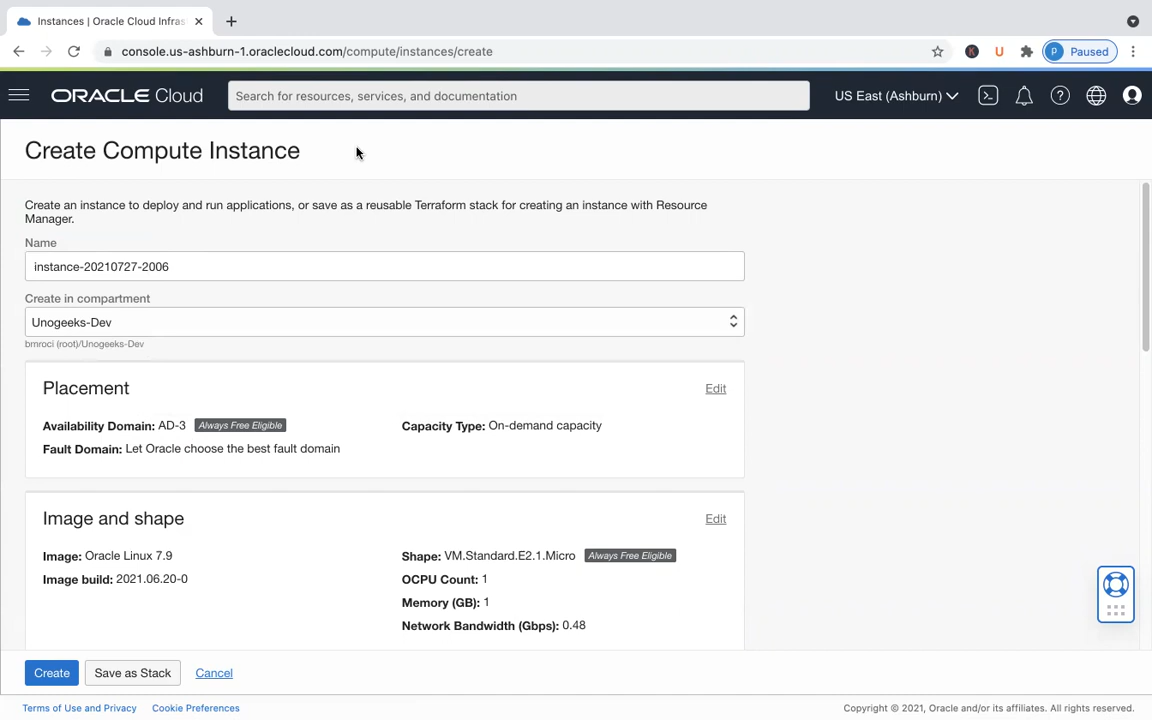 Instances | Oracle Cloud Infras
console.us-ashburn-1.oraclecloud.com/compute/instances/create
K
U
P Paused
ORACLE Cloud
Search for resources, services, and documentation
US East (Ashburn)
Create Compute Instance
Create an instance to deploy and run applications, or save as a reusable Terraform stack for creating an instance with Resource
Manager.
Name
instance-20210727-2006
Create in compartment
Unogeeks-Dev
bmroci (root)/Unogeeks-Dev
Placement
Edit
Availability Domain: AD-3 Always Free Eligible
Capacity Type: On-demand capacity
Fault Domain: Let Oracle choose the best fault domain
Image and shape
Edit
Image: Oracle Linux 7.9
Image build: 2021.06.20-0
Shape: VM.Standard.E2.1.Micro Always Free Eligible
OCPU Count: 1
Memory (GB): 1
Network Bandwidth (Gbps): 0.48
Create
Save as Stack
Cancel
Terms of Use and Privacy
Cookie Preferences
Copyright © 2021, Oracle and/or its affiliates. All rights reserved.